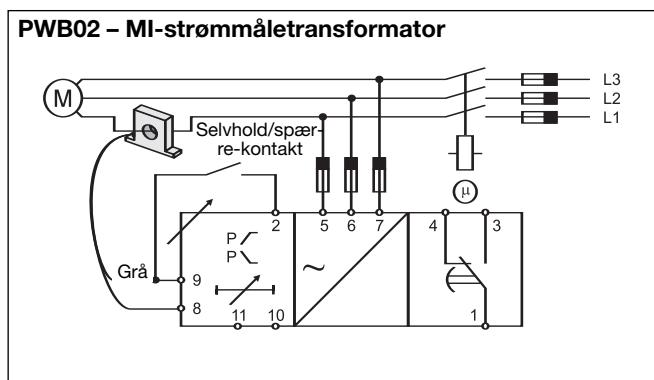 PWB02 – MI-strømmåletransformator
L3
M
L2
L1
Selvhold/spær-
re-kontakt
µ
2
5
6
7
4
3
P
P
~
Grå
9
8
11
10
1